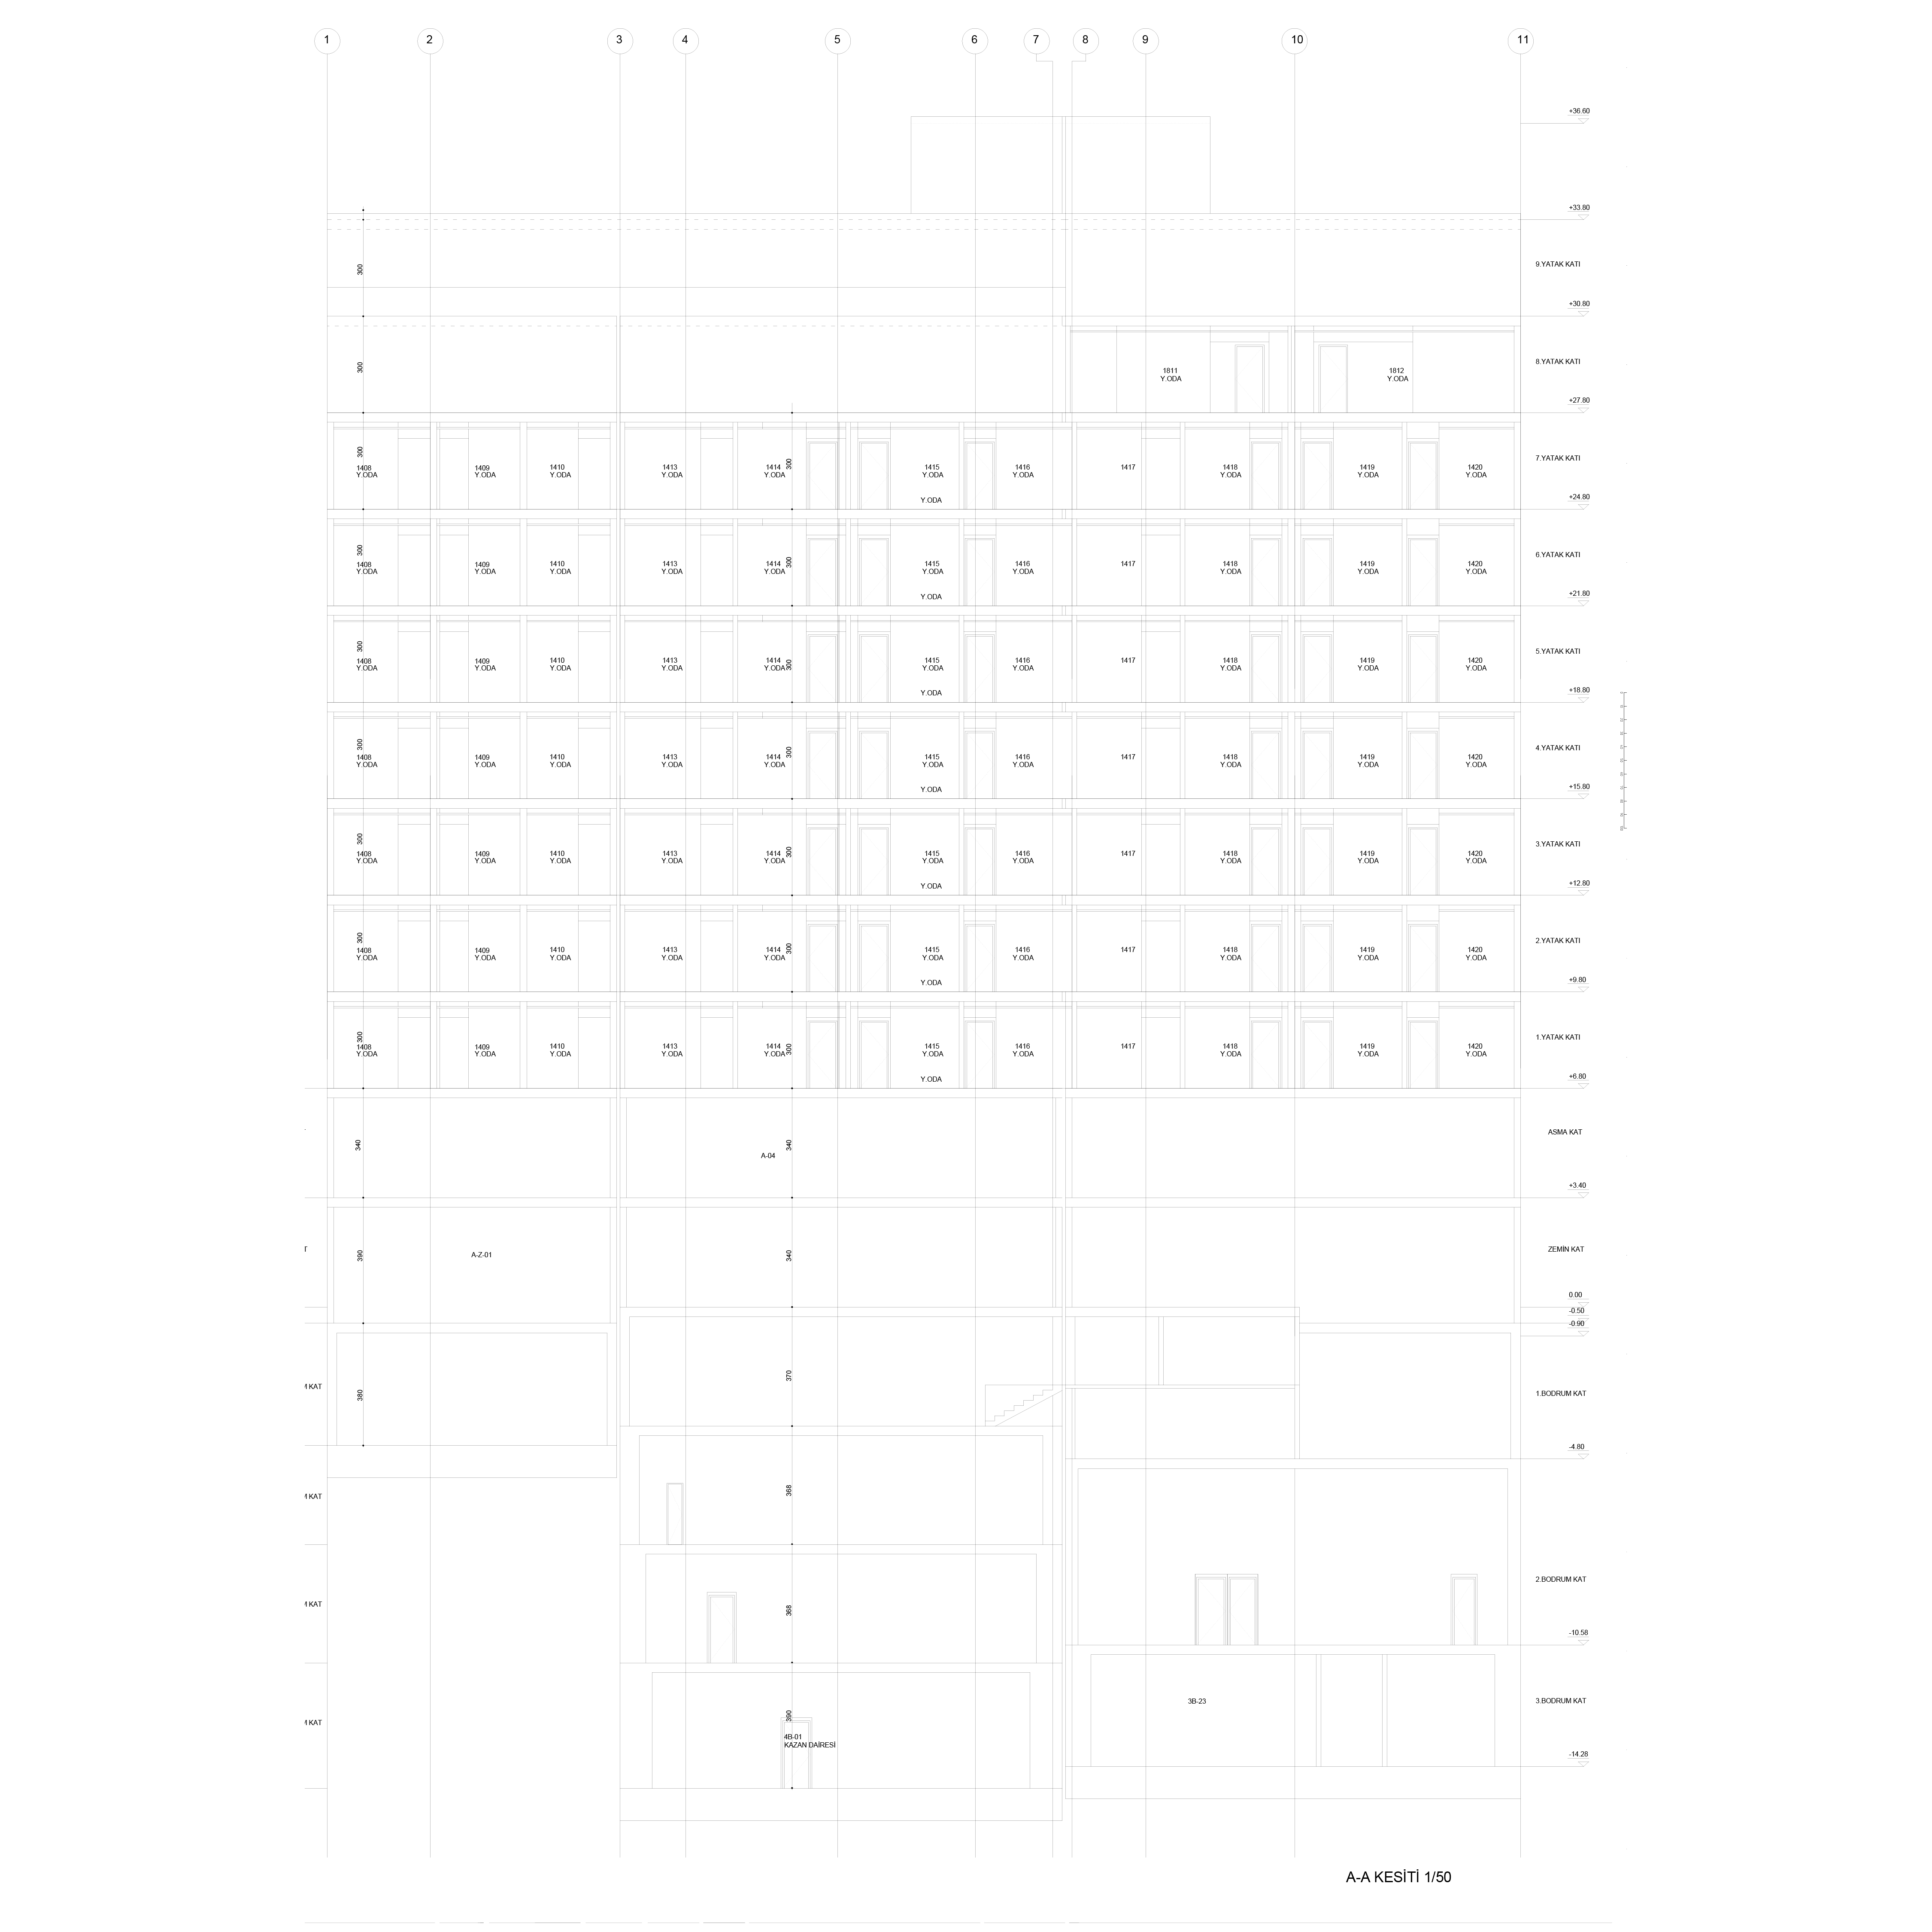 1 2 3 4 5 6 7 8 9 10 11
+36.60
+33.80
300 9.YATAK KATI
+30.80
300 8.YATAK KATI
1811 1812
Y.ODA Y.ODA
+27.80
300 7.YATAK KATI
1408 1409 1410 1413 1414 300 1415 1416 1417 1418 1419 1420
Y.ODA Y.ODA Y.ODA Y.ODA Y.ODA Y.ODA Y.ODA Y.ODA Y.ODA Y.ODA
Y.ODA +24.80
300 6.YATAK KATI
1408 1409 1410 1413 1414 300 1415 1416 1417 1418 1419 1420
Y.ODA Y.ODA Y.ODA Y.ODA Y.ODA Y.ODA Y.ODA Y.ODA Y.ODA Y.ODA
Y.ODA +21.80
300 5.YATAK KATI
1408 1409 1410 1413 1414 300 1415 1416 1417 1418 1419 1420
Y.ODA Y.ODA Y.ODA Y.ODA Y.ODA Y.ODA Y.ODA Y.ODA Y.ODA Y.ODA
Y.ODA +18.80
300 4.YATAK KATI
1408 1409 1410 1413 1414 300 1415 1416 1417 1418 1419 1420
Y.ODA Y.ODA Y.ODA Y.ODA Y.ODA Y.ODA Y.ODA Y.ODA Y.ODA Y.ODA
Y.ODA +15.80
300 3.YATAK KATI
1408 1409 1410 1413 1414 300 1415 1416 1417 1418 1419 1420
Y.ODA Y.ODA Y.ODA Y.ODA Y.ODA Y.ODA Y.ODA Y.ODA Y.ODA Y.ODA
Y.ODA +12.80
300 2.YATAK KATI
1408 1409 1410 1413 1414 300 1415 1416 1417 1418 1419 1420
Y.ODA Y.ODA Y.ODA Y.ODA Y.ODA Y.ODA Y.ODA Y.ODA Y.ODA Y.ODA
Y.ODA +9.80
300 1.YATAK KATI
1408 1409 1410 1413 1414 300 1415 1416 1417 1418 1419 1420
Y.ODA Y.ODA Y.ODA Y.ODA Y.ODA Y.ODA Y.ODA Y.ODA Y.ODA Y.ODA
Y.ODA +6.80
340 340 ASMA KAT
A-04
+3.40
390 A-Z-01 340 ZEMİN KAT
0.00
-0.50
-0.90
370
KAT 380 1.BODRUM KAT
-4.80
KAT 368
2.BODRUM KAT
KAT 368
-10.58
3B-23 3.BODRUM KAT
KAT 390
4B-01
KAZAN DAİRESİ
-14.28
A-A KESİTİ 1/50